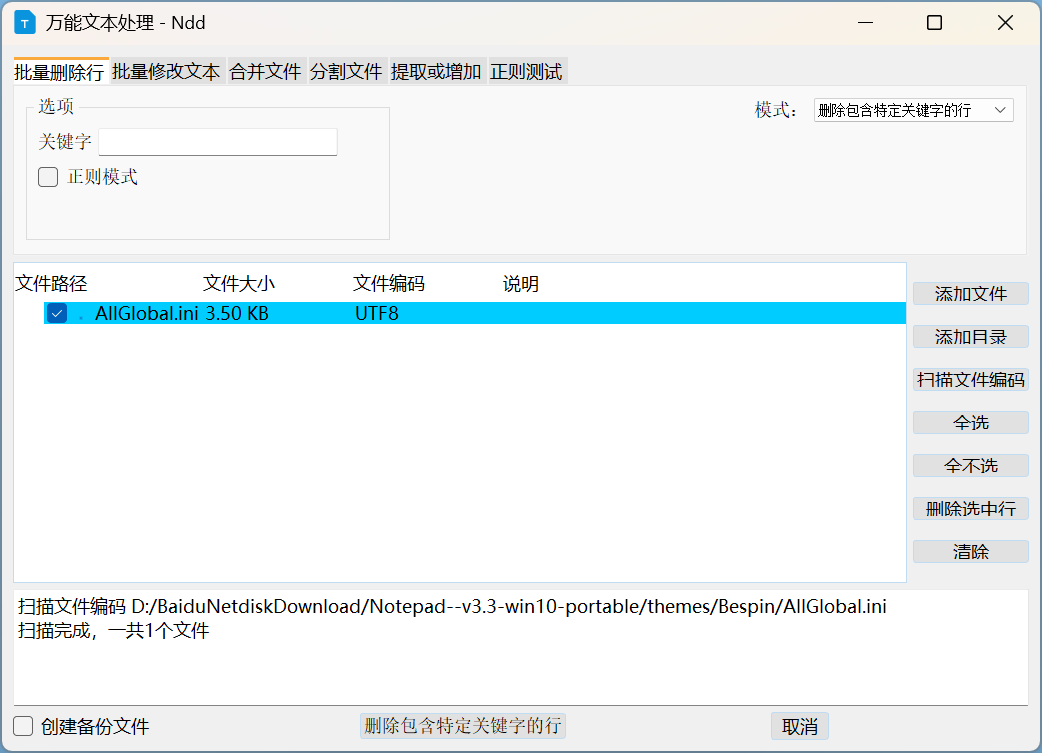 万能文本处理 - Ndd
批量删除行 批量修改文本 合并文件 分割文件 提取或增加 正则测试
选项
模式：
删除包含特定关键字的行
关键字
正则模式
文件路径 文件大小 文件编码 说明
AllGlobal.ini 3.50 KB UTF8
添加文件
添加目录
扫描文件编码
全选
全不选
删除选中行
清除
扫描文件编码 D:/BaiduNetdiskDownload/Notepad--v3.3-win10-portable/themes/Bespin/AllGlobal.ini
扫描完成，一共1个文件
创建备份文件 删除包含特定关键字的行 取消